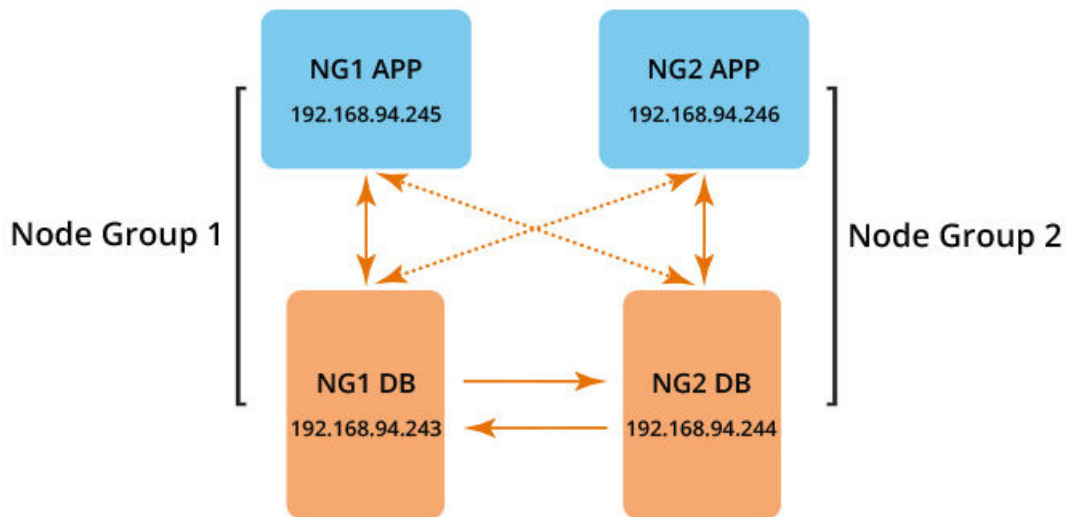 NG1 APP
192.168.94.245
NG2 APP
192.168.94.246
Node Group 1
Node Group 2
NG1 DB
192.168.94.243
NG2 DB
192.168.94.244